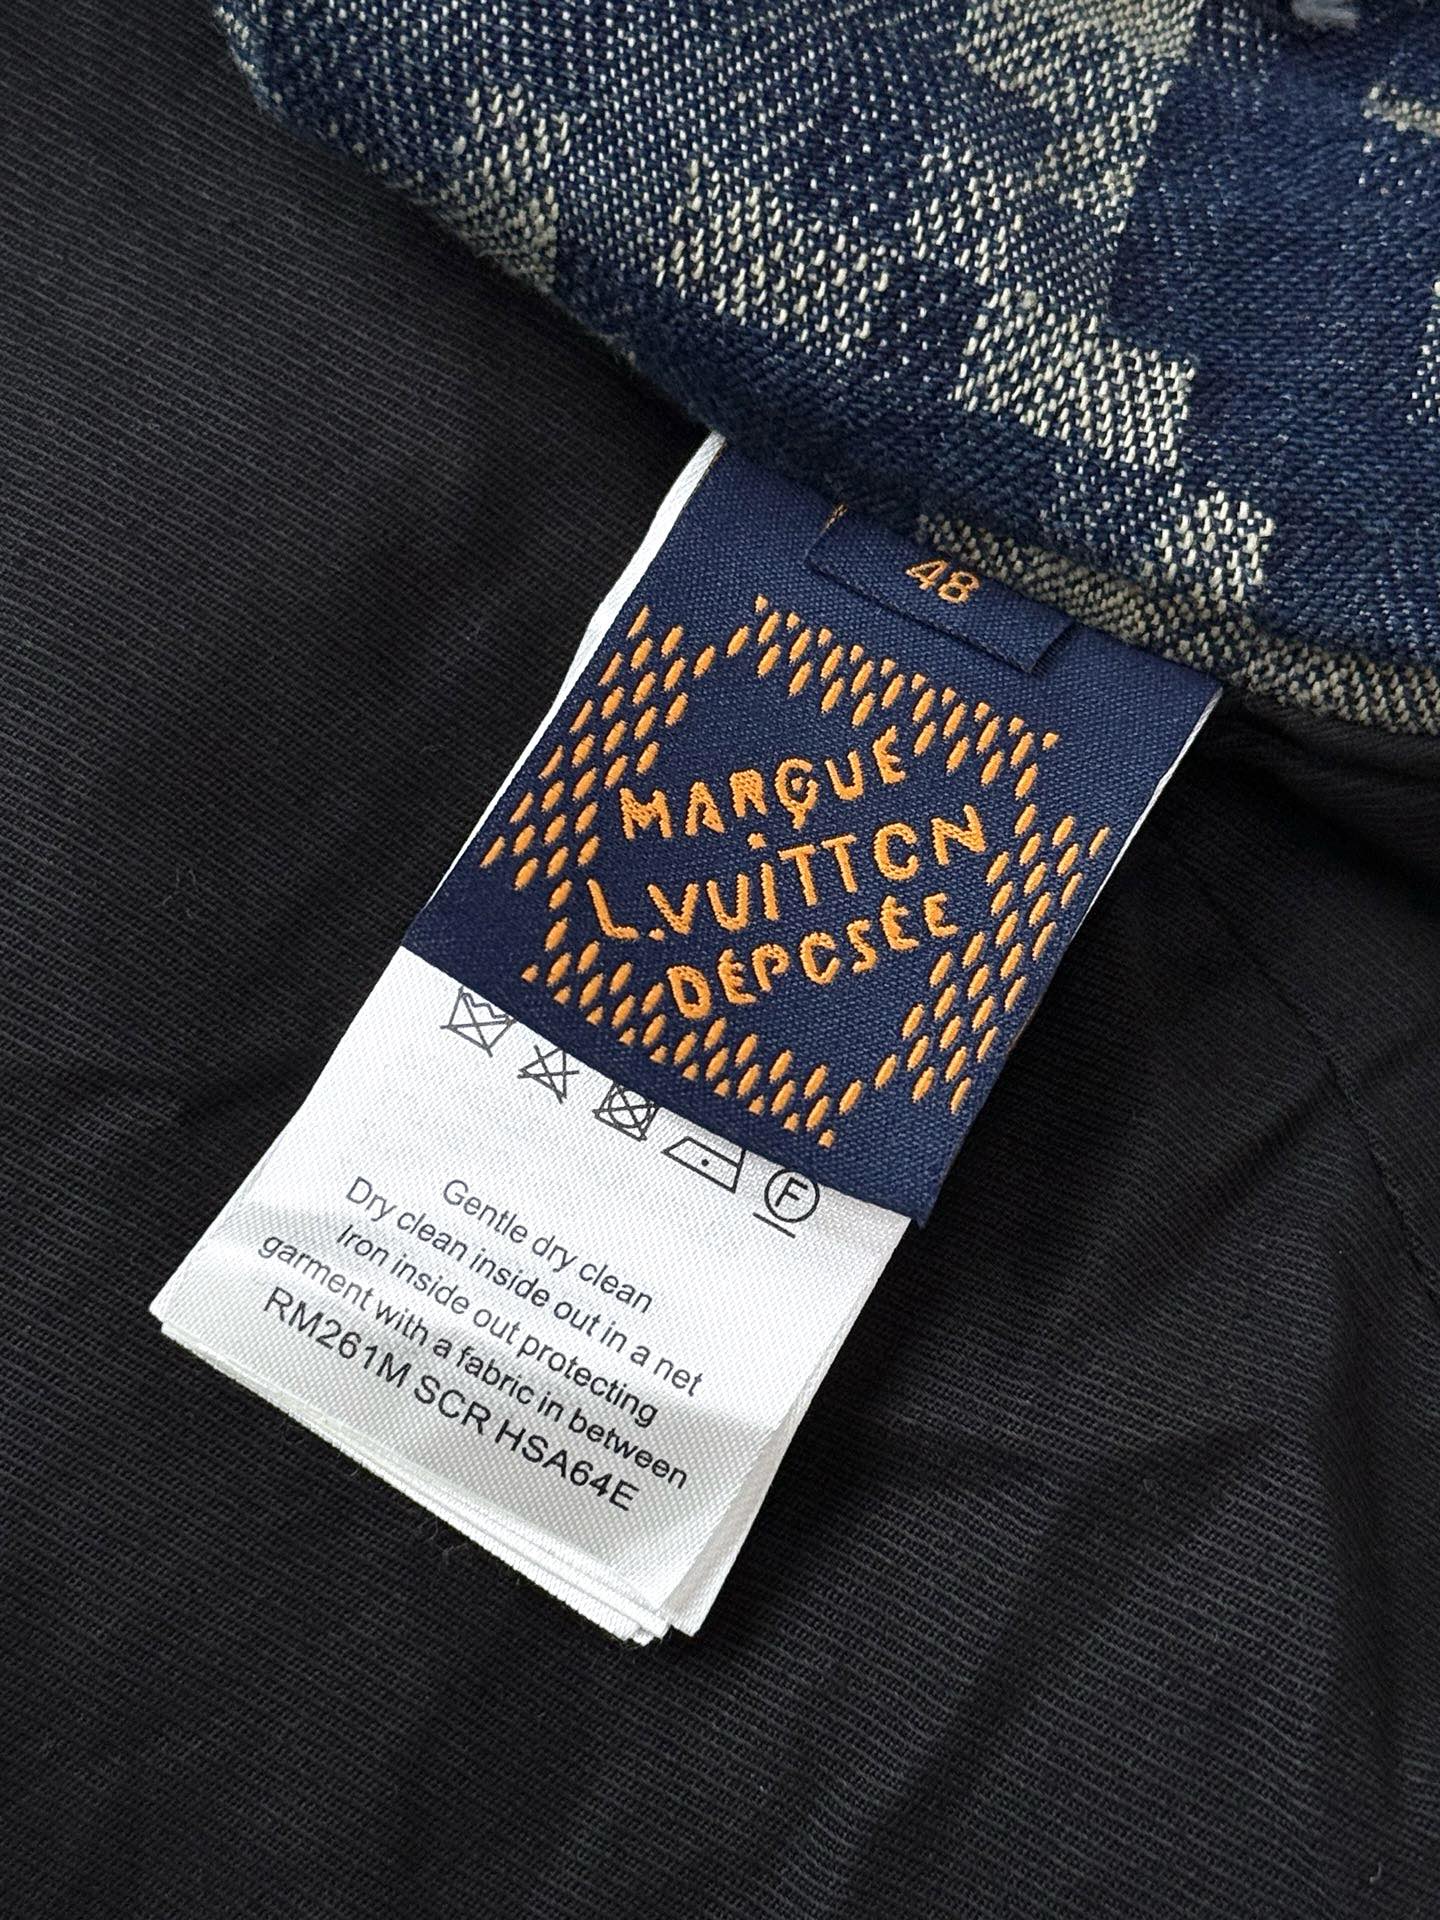 48
MARQUE
L.VUITTON
DÉPOSÉE
F
Gentle dry clean
Dry clean inside out in a net
Iron inside out protecting
garment with a fabric in between
RM261M SCR HSA64E